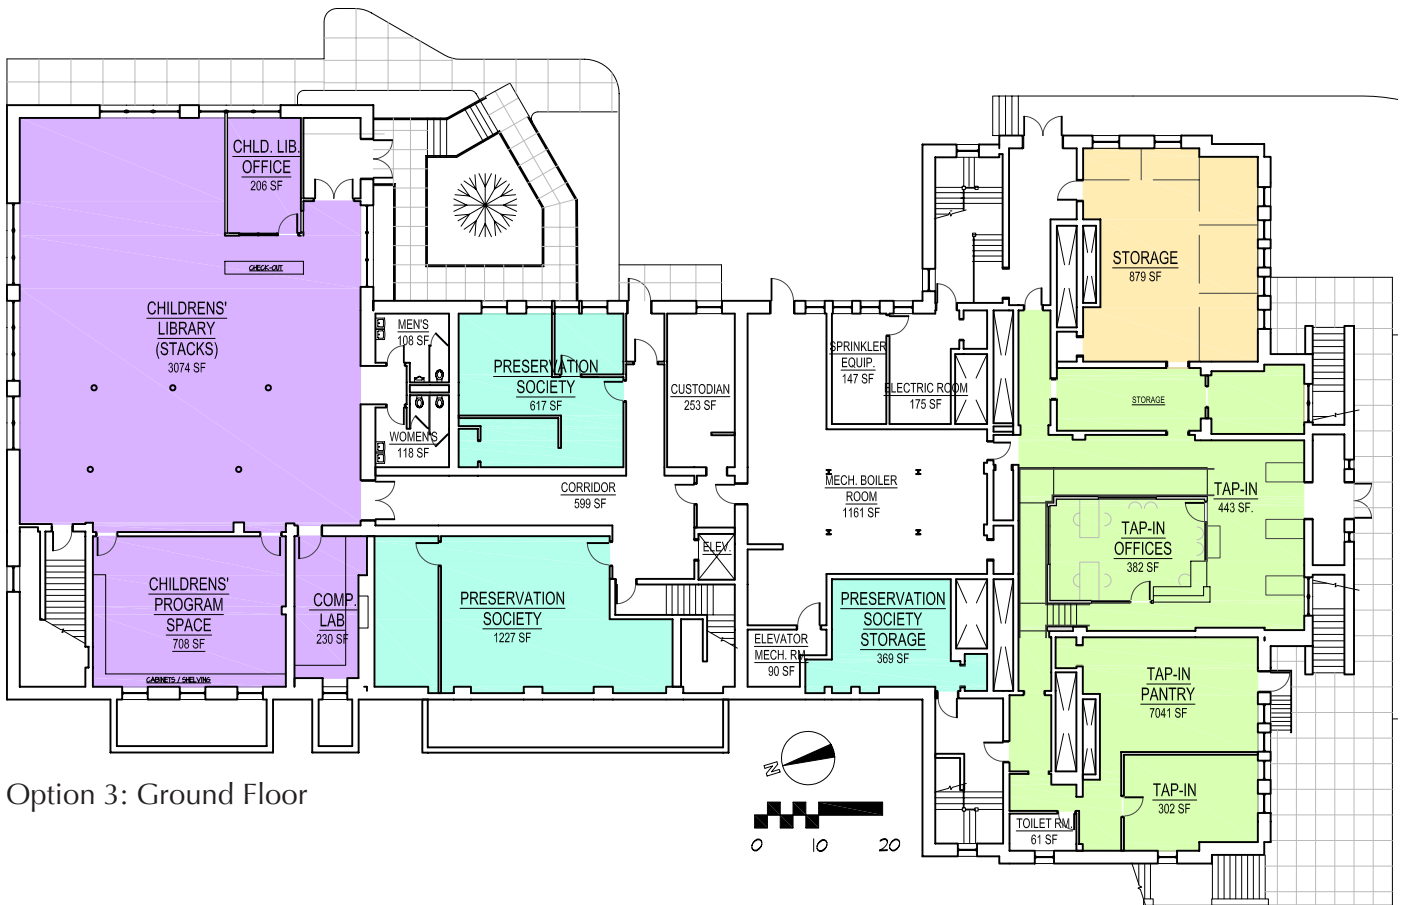 CHLD. LIB.
OFFICE
206 SF
CHECK-OUT
CHILDRENS'
LIBRARY
(STACKS)
3074 SF
MEN'S
108 SF
WOMEN'S
118 SF
PRESERVATION
SOCIETY
617 SF
CUSTODIAN
253 SF
SPRINKLER
EQUIP.
147 SF
ELECTRIC ROOM
175 SF
STORAGE
879 SF
STORAGE
CORRIDOR
599 SF
MECH. BOILER
ROOM
1161 SF
TAP-IN
443 SF.
TAP-IN
OFFICES
382 SF
ELEV.
CHILDRENS'
PROGRAM
SPACE
708 SF
CABINETS / SHELVING
COMP.
LAB
230 SF
PRESERVATION
SOCIETY
1227 SF
ELEVATOR
MECH. RM.
90 SF
PRESERVATION
SOCIETY
STORAGE
369 SF
TAP-IN
PANTRY
7041 SF
TAP-IN
302 SF
TOILET RM.
61 SF
N
0 10 20
Option 3: Ground Floor